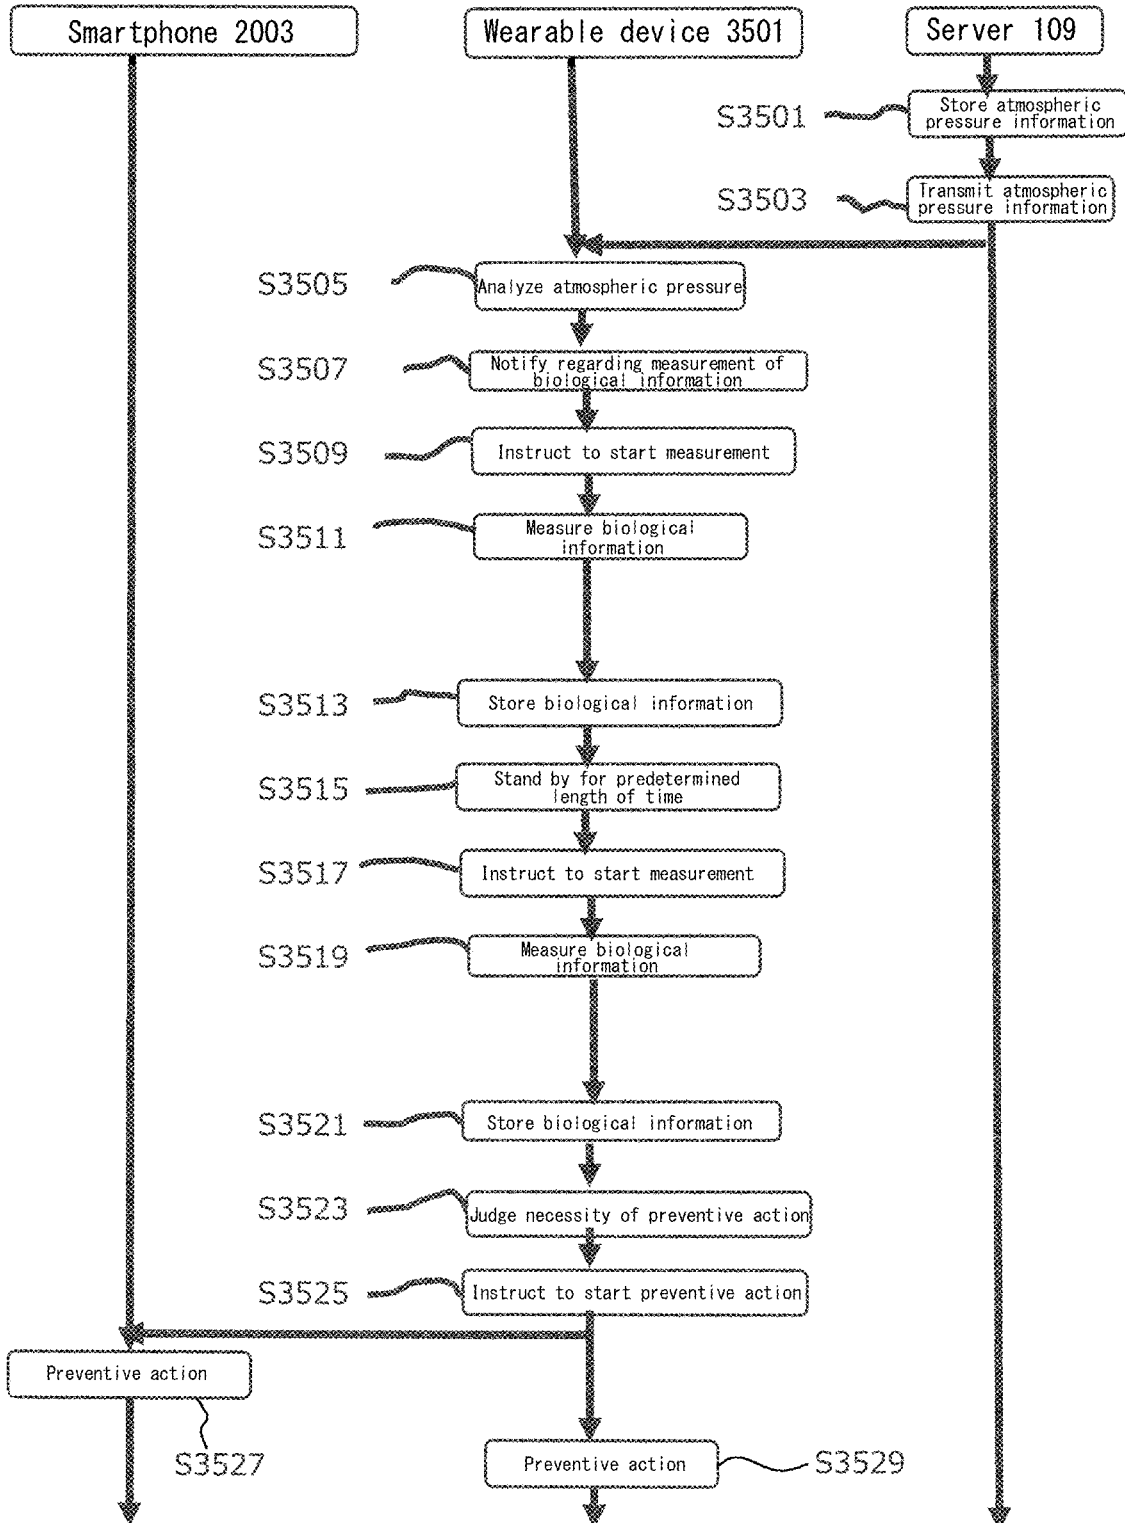 Smartphone 2003
Wearable device 3501
Server 109
S3501
Store atmospheric
pressure information
S3503
Transmit atmospheric
pressure information
S3505
Analyze atmospheric pressure
S3507
Notify regarding measurement of
biological information
S3509
Instruct to start measurement
S3511
Measure biological
information
S3513
Store biological information
S3515
Stand by for predetermined
length of time
S3517
Instruct to start measurement
S3519
Measure biological
information
S3521
Store biological information
S3523
Judge necessity of preventive action
S3525
Instruct to start preventive action
Preventive action
S3527
Preventive action
S3529